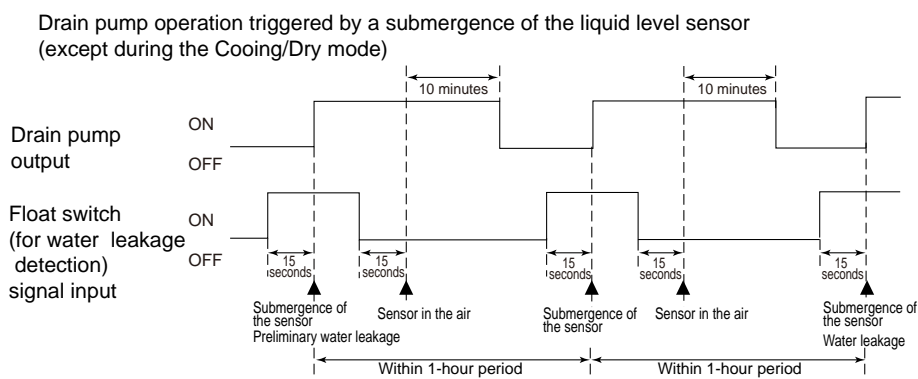 Drain pump operation triggered by a submergence of the liquid level sensor
(except during the Cooing/Dry mode)
10 minutes
10 minutes
Drain pump
output
ON
OFF
Float switch
(for water leakage
detection)
signal input
ON
OFF
15
seconds
15
seconds
15
seconds
15
seconds
15
seconds
Submergence of
the sensor
Preliminary water leakage
Sensor in the air
Submergence of
the sensor
Sensor in the air
Submergence of
the sensor
Water leakage
Within 1-hour period
Within 1-hour period